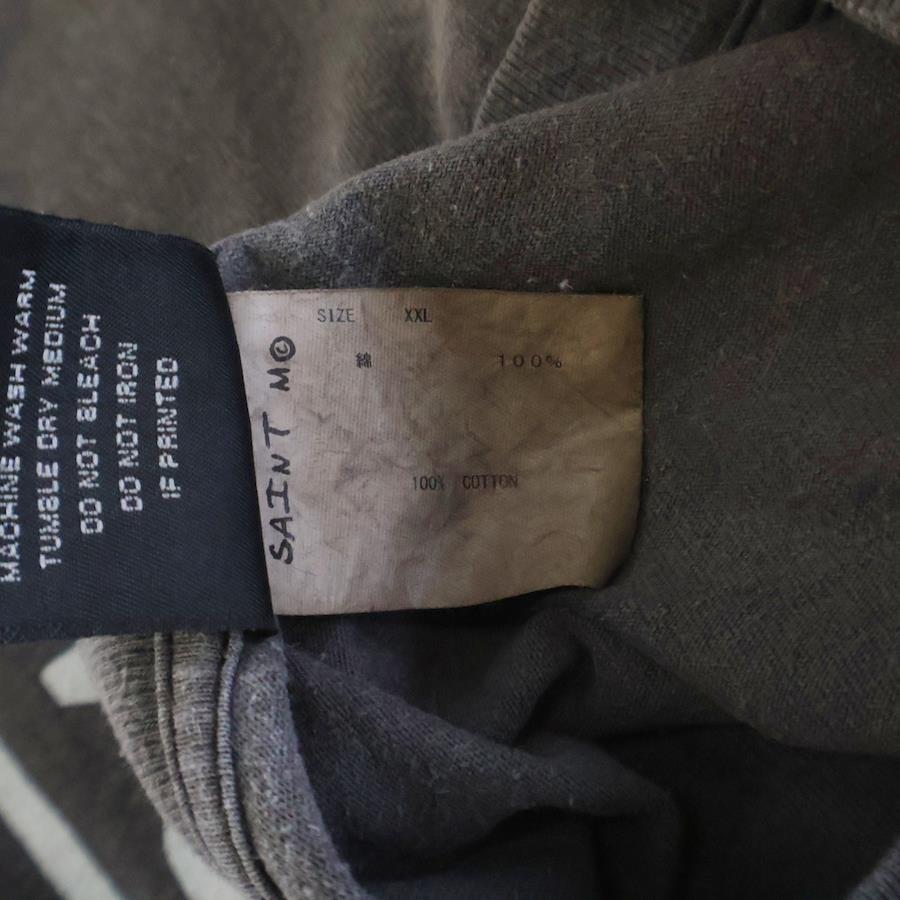 MACHINE WASH WARM
TUMBLE DRY MEDIUM
DO NOT BLEACH
DO NOT IRON
IF PRINTED
SAINT M©
SIZE XXL
綿 100%
100% COTTON